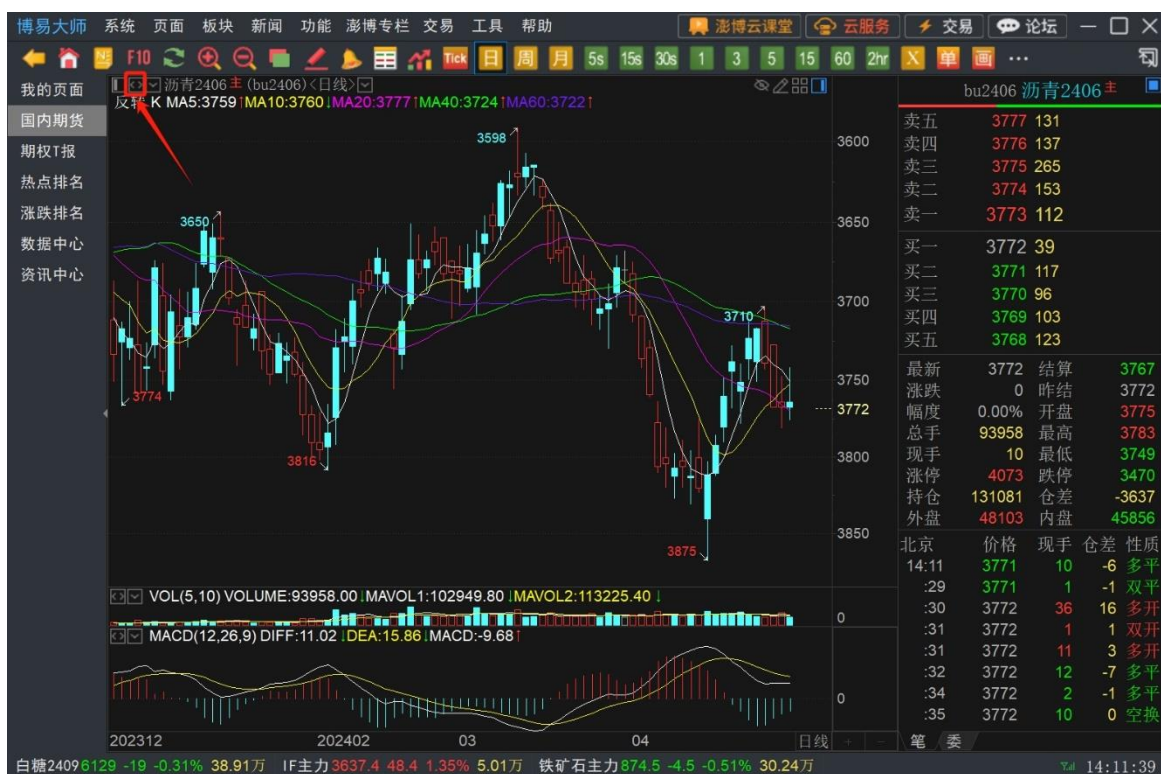 博易大师 系统 页面 板块 新闻 功能 澎博专栏 交易 工具 帮助 澎博云课堂 云服务 交易 论坛
F10 Tick 日 周 月 5s 15s 30s 1 3 5 15 60 2hr X 单 画
我的页面
国内期货
期权T报
热点排名
涨跌排名
数据中心
资讯中心
沥青2406主 (bu2406)<日线>
反转 K MA5:3759↑MA10:3760↓MA20:3777↑MA40:3724↑MA60:3722↑
3598
3650
3710
3774
3816
3875
3600
3650
3700
3750
3772
3800
3850
VOL(5,10) VOLUME:93958.00↓MAVOL1:102949.80↓MAVOL2:113225.40↓
0
MACD(12,26,9) DIFF:11.02↓DEA:15.86↓MACD:-9.68↑
0
202312 202402 03 04 日线 + -
bu2406 沥青2406主
卖五 3777 131
卖四 3776 137
卖三 3775 265
卖二 3774 153
卖一 3773 112
买一 3772 39
买二 3771 117
买三 3770 96
买四 3769 103
买五 3768 123
最新 3772 结算 3767
涨跌 0 昨结 3772
幅度 0.00% 开盘 3775
总手 93958 最高 3783
现手 10 最低 3749
涨停 4073 跌停 3470
持仓 131081 仓差 -3637
外盘 48103 内盘 45856
北京 价格 现手 仓差 性质
14:11 3771 10 -6 多平
:29 3771 1 -1 双平
:30 3772 36 16 多开
:31 3772 1 1 双开
:31 3772 11 3 多开
:32 3772 12 -7 多平
:34 3772 2 -1 多平
:35 3772 10 0 空换
笔 委
白糖2409 6129 -19 -0.31% 38.91万 IF主力 3637.4 48.4 1.35% 5.01万 铁矿石主力 874.5 -4.5 -0.51% 30.24万 14:11:39